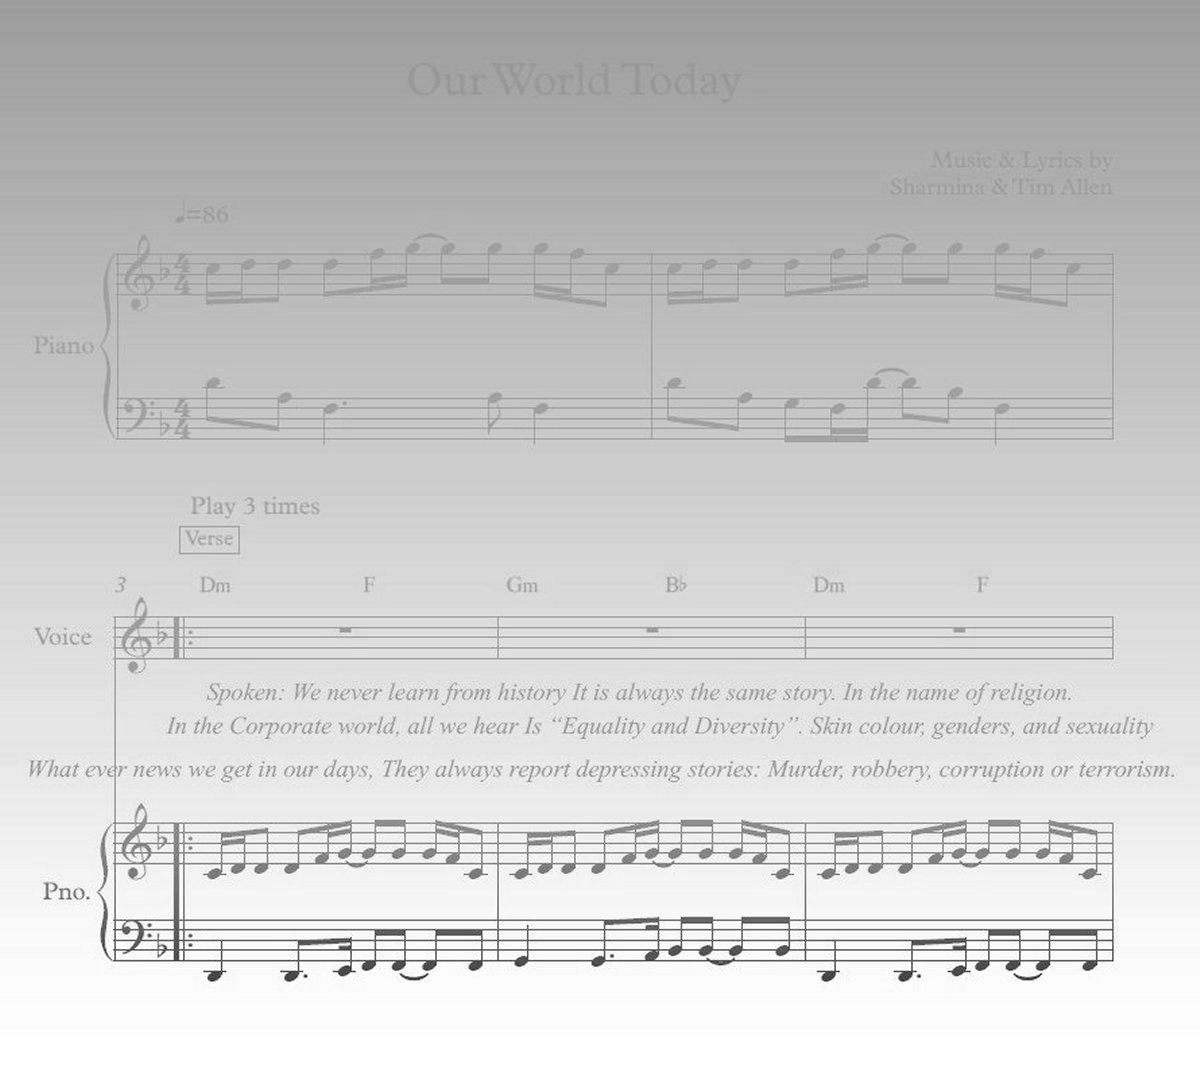 Our World Today
Music & Lyrics by
Sharmina & Tim Allen
♩=86
Piano
Play 3 times
Verse
3 Dm F Gm B♭ Dm F
Voice
Spoken: We never learn from history It is always the same story. In the name of religion.
In the Corporate world, all we hear Is “Equality and Diversity”. Skin colour, genders, and sexuality
What ever news we get in our days, They always report depressing stories: Murder, robbery, corruption or terrorism.
Pno.